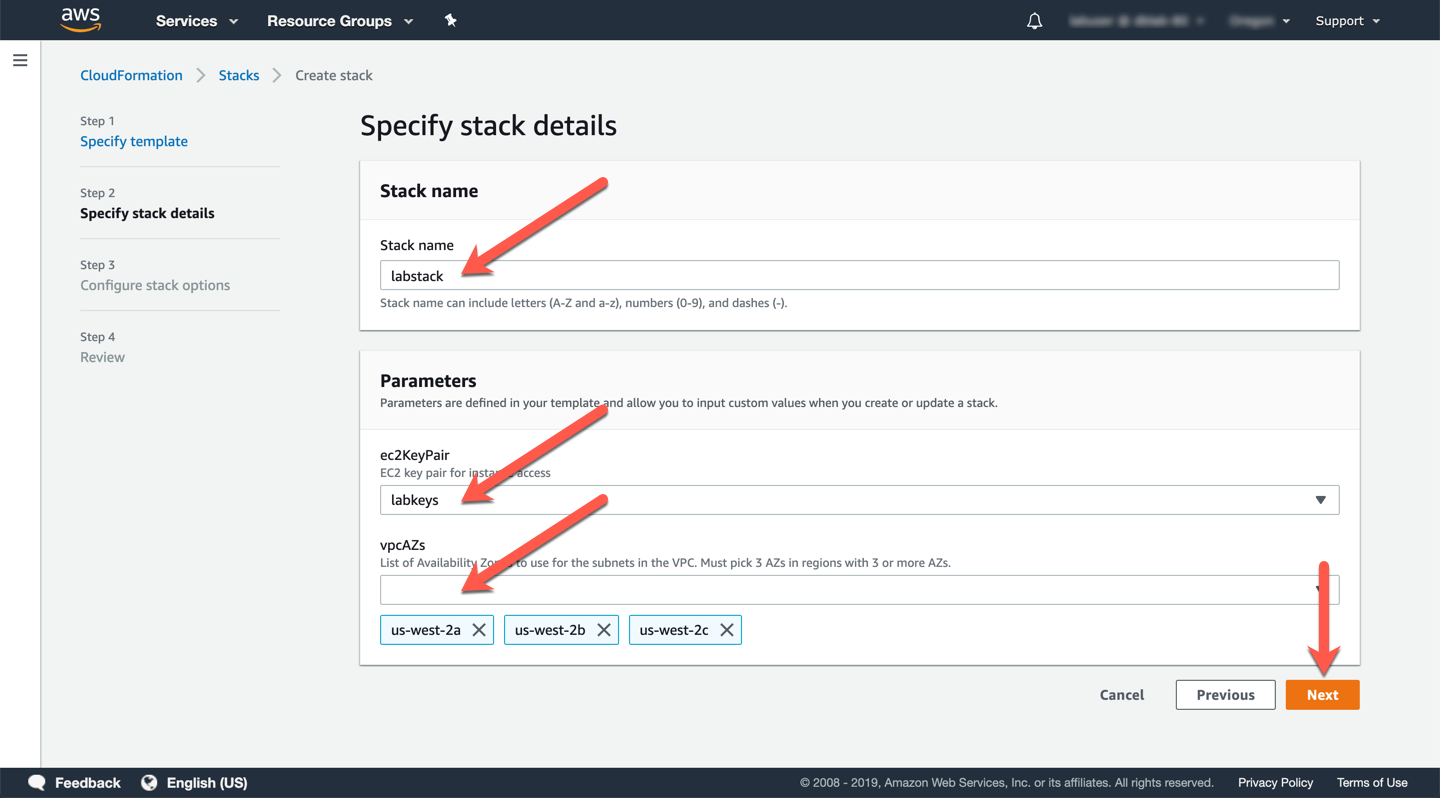 aws Services Resource Groups Support
CloudFormation Stacks Create stack
Step 1
Specify template
Step 2
Specify stack details
Step 3
Configure stack options
Step 4
Review
Specify stack details
Stack name
Stack name
labstack
Stack name can include letters (A-Z and a-z), numbers (0-9), and dashes (-).
Parameters
Parameters are defined in your template and allow you to input custom values when you create or update a stack.
ec2KeyPair
EC2 key pair for instance access
labkeys
vpcAZs
List of Availability Zones to use for the subnets in the VPC. Must pick 3 AZs in regions with 3 or more AZs.
us-west-2a us-west-2b us-west-2c
Cancel Previous Next
Feedback English (US) © 2008 - 2019, Amazon Web Services, Inc. or its affiliates. All rights reserved. Privacy Policy Terms of Use